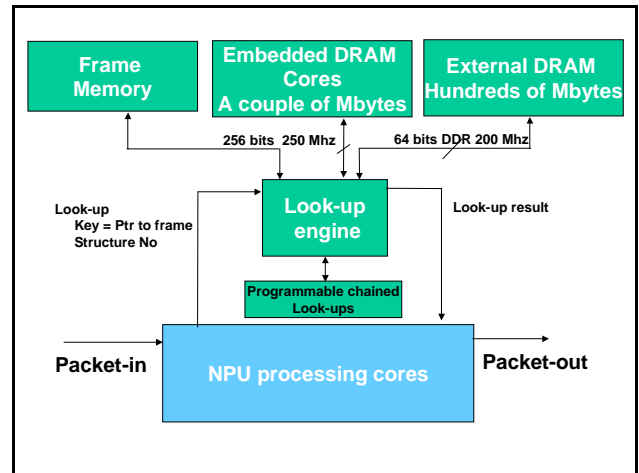 Frame
Memory
Embedded DRAM
Cores
A couple of Mbytes
External DRAM
Hundreds of Mbytes
256 bits 250 Mhz
64 bits DDR 200 Mhz
Look-up
Key = Ptr to frame
Structure No
Look-up
engine
Look-up result
Programmable chained
Look-ups
Packet-in
NPU processing cores
Packet-out